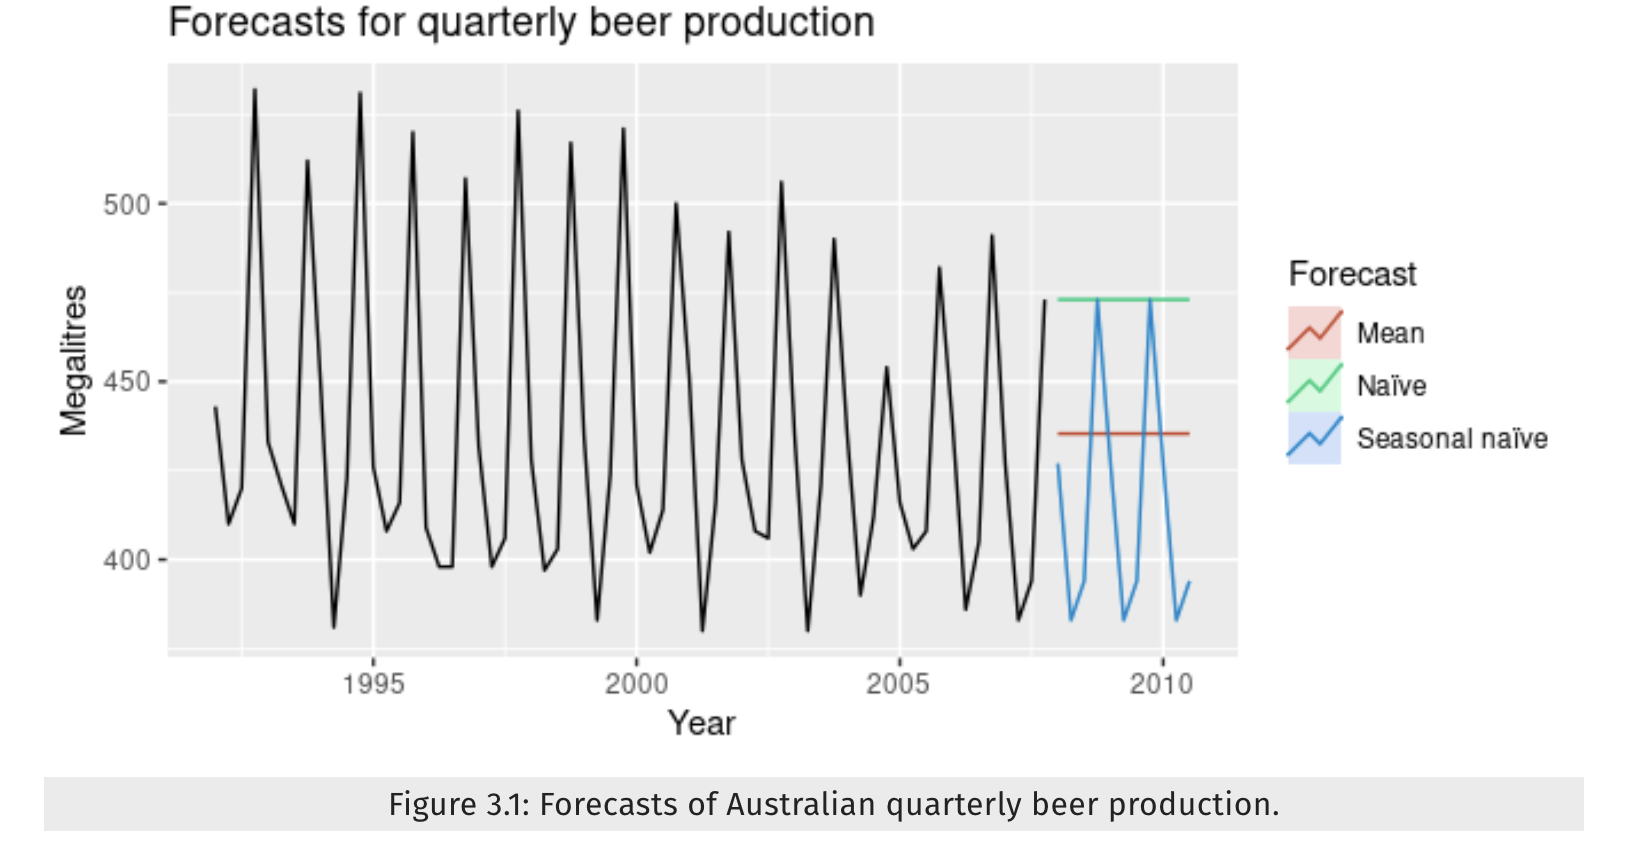 Forecasts for quarterly beer production
500
450
400
Megalitres
1995 2000 2005 2010
Year
Forecast
Mean
Naïve
Seasonal naïve
Figure 3.1: Forecasts of Australian quarterly beer production.